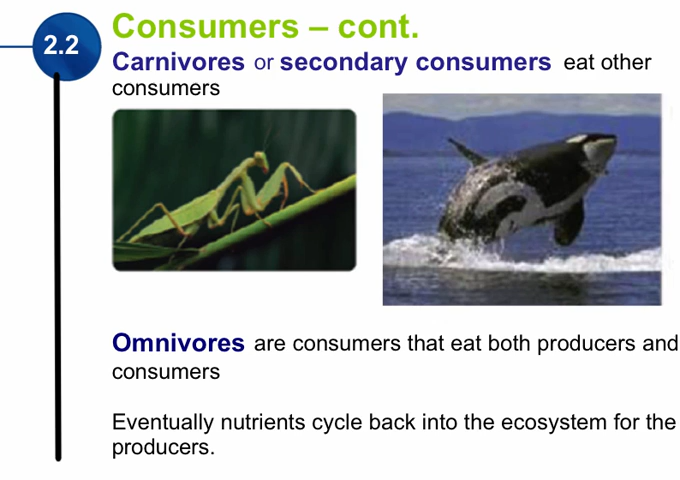 2.2
Consumers – cont.
Carnivores or secondary consumers eat other
consumers
Omnivores are consumers that eat both producers and
consumers
Eventually nutrients cycle back into the ecosystem for the
producers.